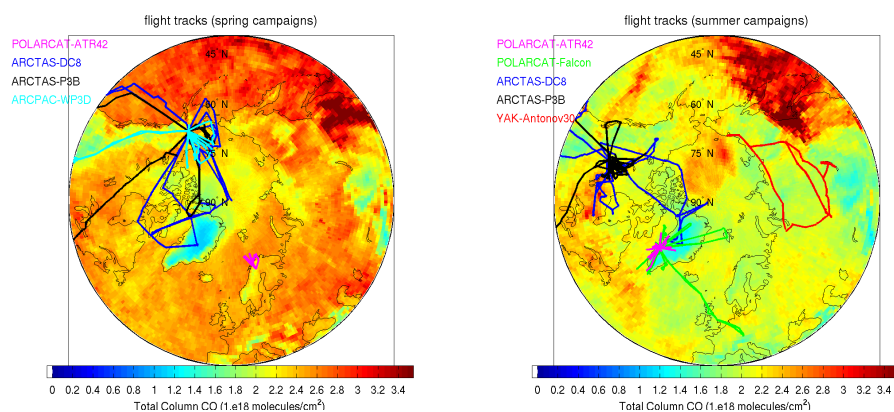 flight tracks (spring campaigns)
POLARCAT-ATR42
ARCTAS-DC8
ARCTAS-P3B
ARCPAC-WP3D
45° N
60° N
75° N
90° N
0 0.2 0.4 0.6 0.8 1 1.2 1.4 1.6 1.8 2 2.2 2.4 2.6 2.8 3 3.2 3.4
Total Column CO (1.e18 molecules/cm²)
flight tracks (summer campaigns)
POLARCAT-ATR42
POLARCAT-Falcon
ARCTAS-DC8
ARCTAS-P3B
YAK-Antonov30
45° N
60° N
75° N
90° N
0 0.2 0.4 0.6 0.8 1 1.2 1.4 1.6 1.8 2 2.2 2.4 2.6 2.8 3 3.2 3.4
Total Column CO (1.e18 molecules/cm²)